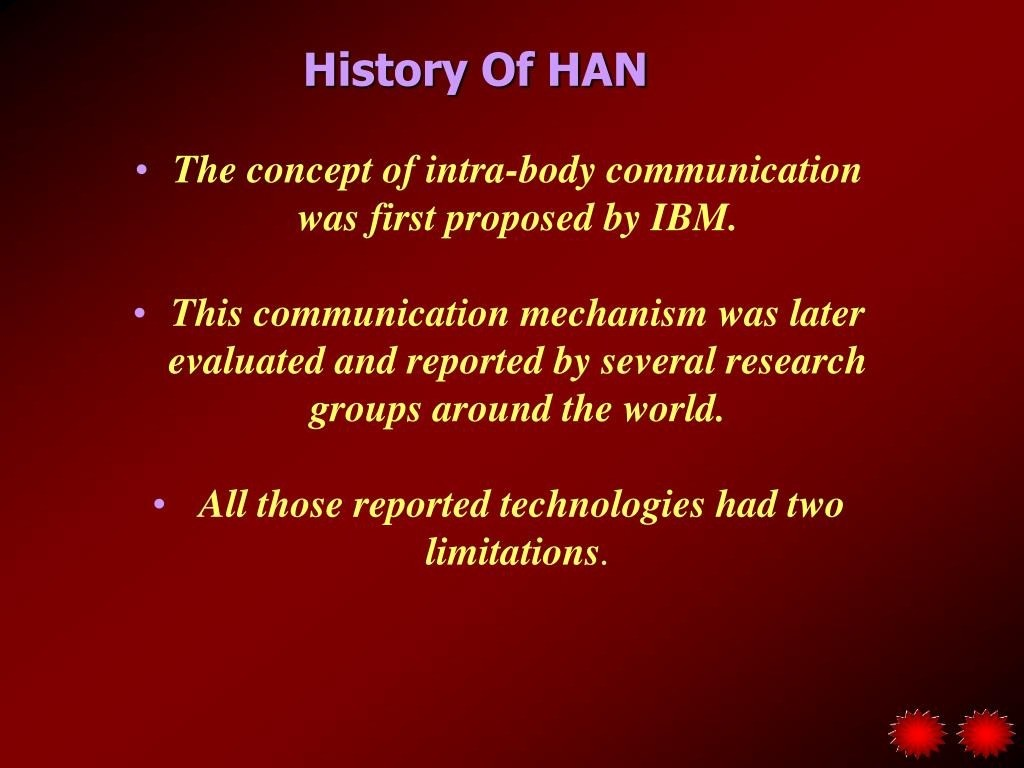 History Of HAN
• The concept of intra-body communication
was first proposed by IBM.
• This communication mechanism was later
evaluated and reported by several research
groups around the world.
• All those reported technologies had two
limitations.